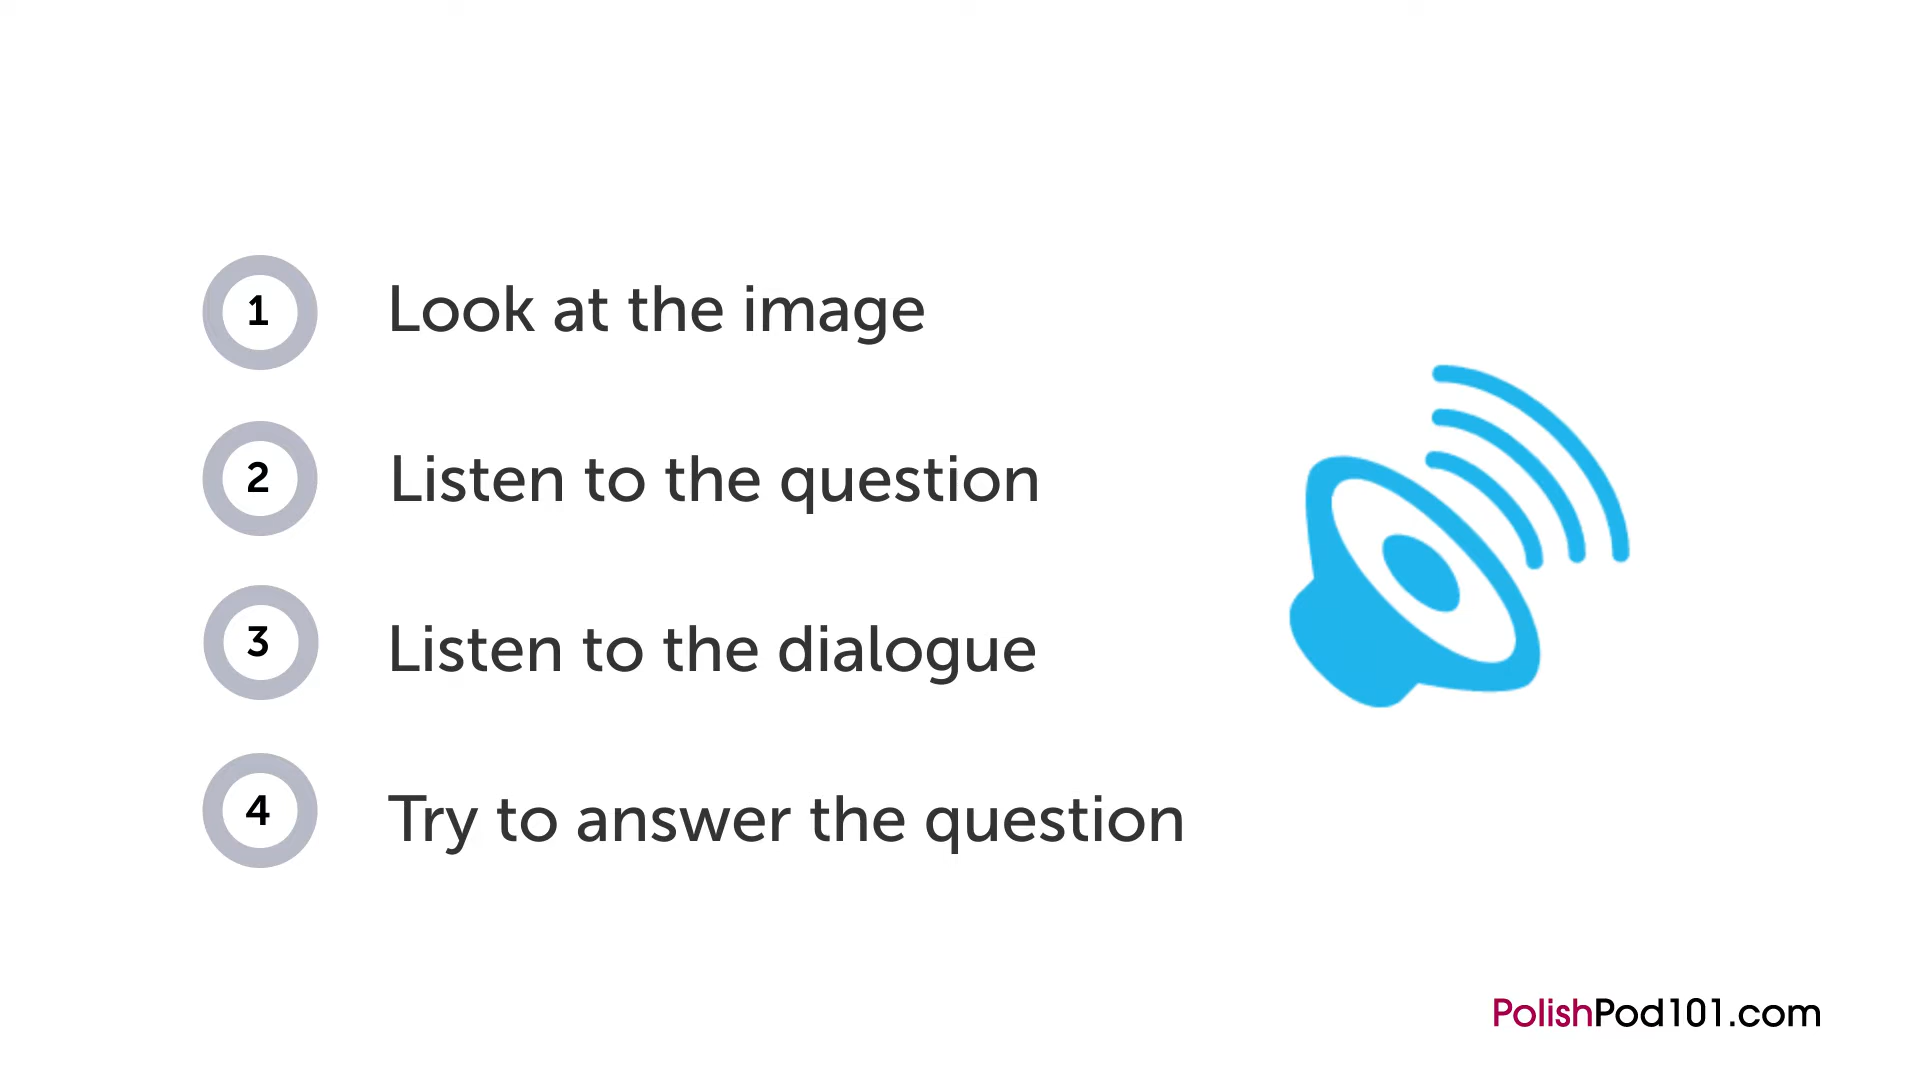 1 Look at the image
2 Listen to the question
3 Listen to the dialogue
4 Try to answer the question
PolishPod101.com